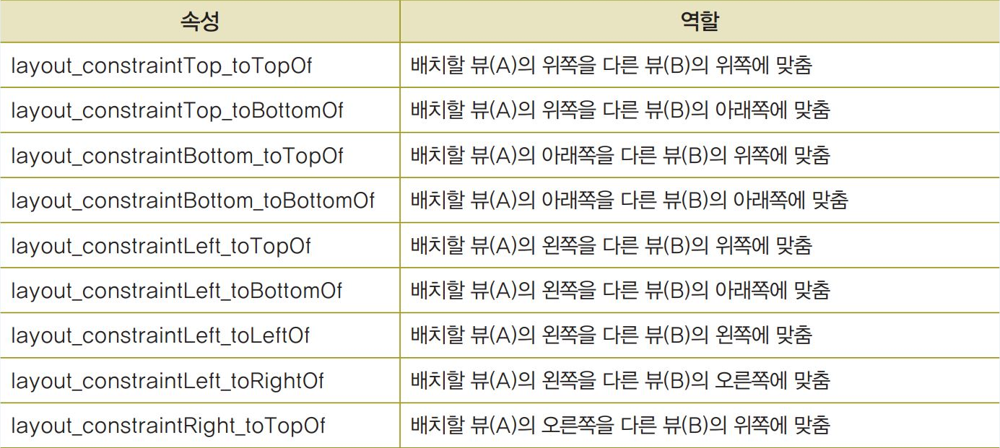 속성 역할
layout_constraintTop_toTopOf 배치할 뷰(A)의 위쪽을 다른 뷰(B)의 위쪽에 맞춤
layout_constraintTop_toBottomOf 배치할 뷰(A)의 위쪽을 다른 뷰(B)의 아래쪽에 맞춤
layout_constraintBottom_toTopOf 배치할 뷰(A)의 아래쪽을 다른 뷰(B)의 위쪽에 맞춤
layout_constraintBottom_toBottomOf 배치할 뷰(A)의 아래쪽을 다른 뷰(B)의 아래쪽에 맞춤
layout_constraintLeft_toTopOf 배치할 뷰(A)의 왼쪽을 다른 뷰(B)의 위쪽에 맞춤
layout_constraintLeft_toBottomOf 배치할 뷰(A)의 왼쪽을 다른 뷰(B)의 아래쪽에 맞춤
layout_constraintLeft_toLeftOf 배치할 뷰(A)의 왼쪽을 다른 뷰(B)의 왼쪽에 맞춤
layout_constraintLeft_toRightOf 배치할 뷰(A)의 왼쪽을 다른 뷰(B)의 오른쪽에 맞춤
layout_constraintRight_toTopOf 배치할 뷰(A)의 오른쪽을 다른 뷰(B)의 위쪽에 맞춤